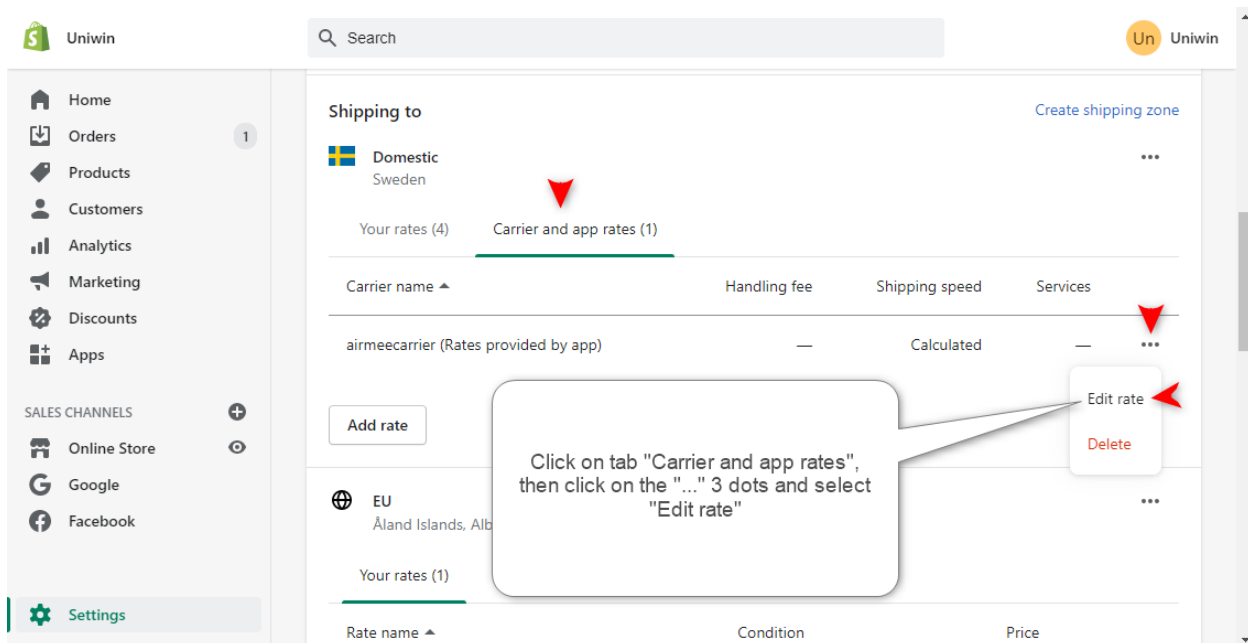 Uniwin
Search
Un Uniwin
Home
Orders 1
Products
Customers
Analytics
Marketing
Discounts
Apps
SALES CHANNELS
Online Store
Google
Facebook
Settings
Shipping to
Create shipping zone
Domestic
Sweden
Your rates (4) Carrier and app rates (1)
Carrier name Handling fee Shipping speed Services
airmeecarrier (Rates provided by app) — Calculated —
Edit rate
Delete
Add rate
Click on tab "Carrier and app rates",
then click on the "..." 3 dots and select
"Edit rate"
EU
Åland Islands, Alb
Your rates (1)
Rate name Condition Price